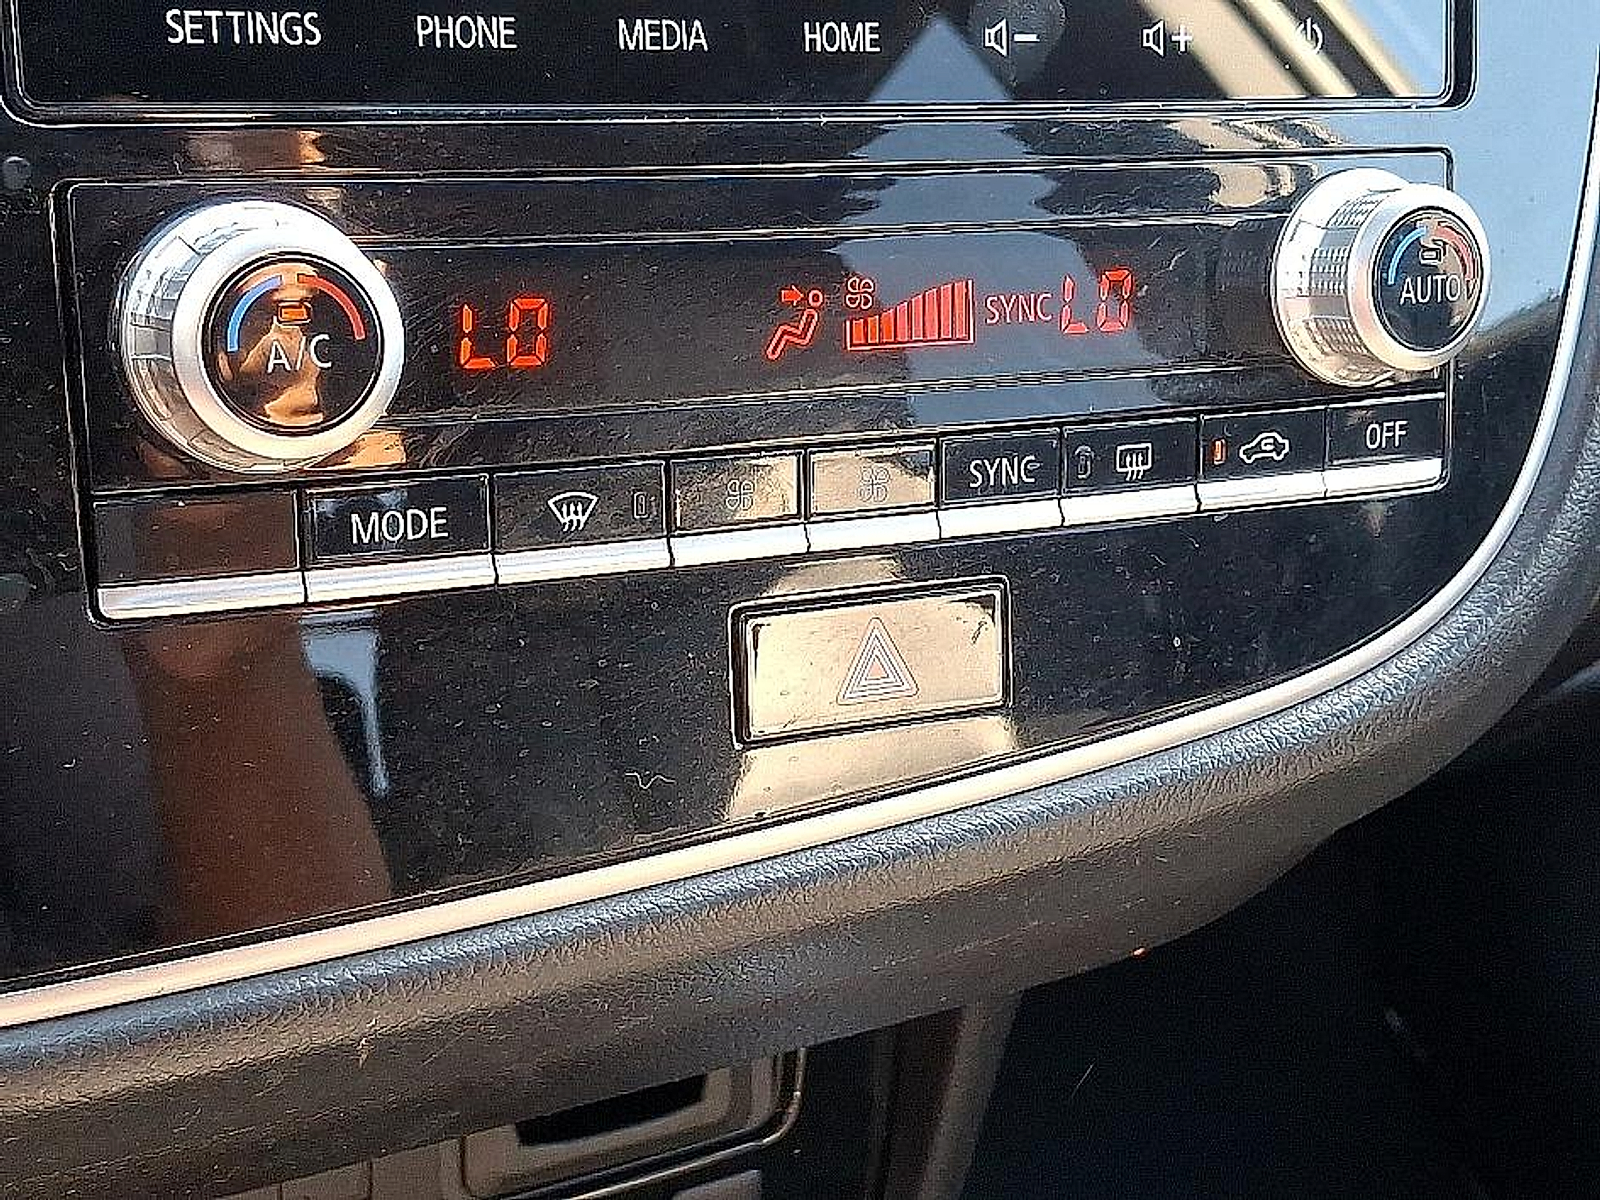 SETTINGS PHONE MEDIA HOME - +
LO SYNC LO
A/C AUTO
MODE SYNC OFF